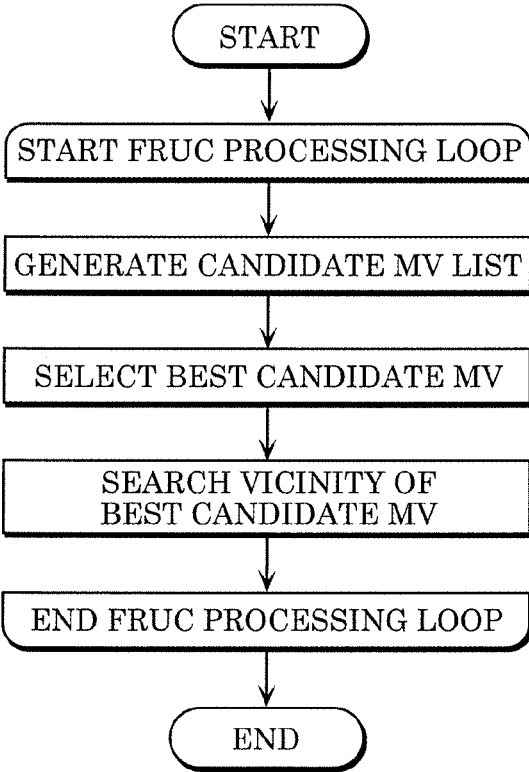 START
START FRUC PROCESSING LOOP
GENERATE CANDIDATE MV LIST
SELECT BEST CANDIDATE MV
SEARCH VICINITY OF
BEST CANDIDATE MV
END FRUC PROCESSING LOOP
END